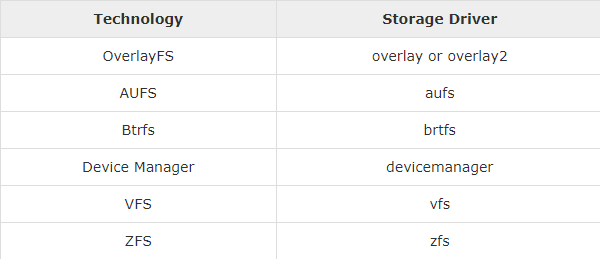 Technology Storage Driver
OverlayFS overlay or overlay2
AUFS aufs
Btrfs brtfs
Device Manager devicemanager
VFS vfs
ZFS zfs